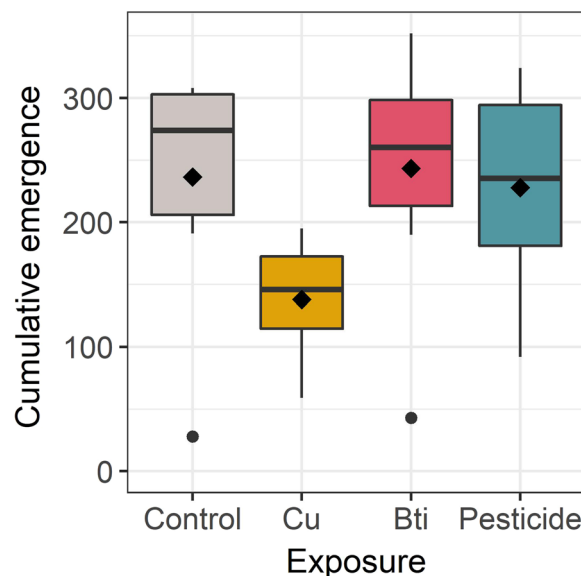 Cumulative emergence
300
200
100
0
Control Cu Bti Pesticide
Exposure